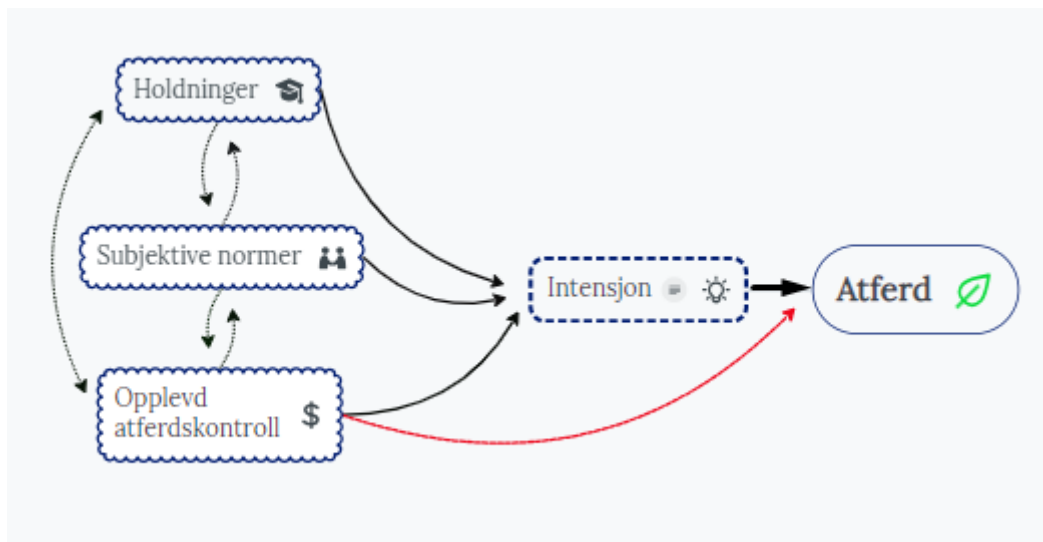 Holdninger
Subjektive normer
Intensjon
Atferd
Opplevd
atferdskontroll
$